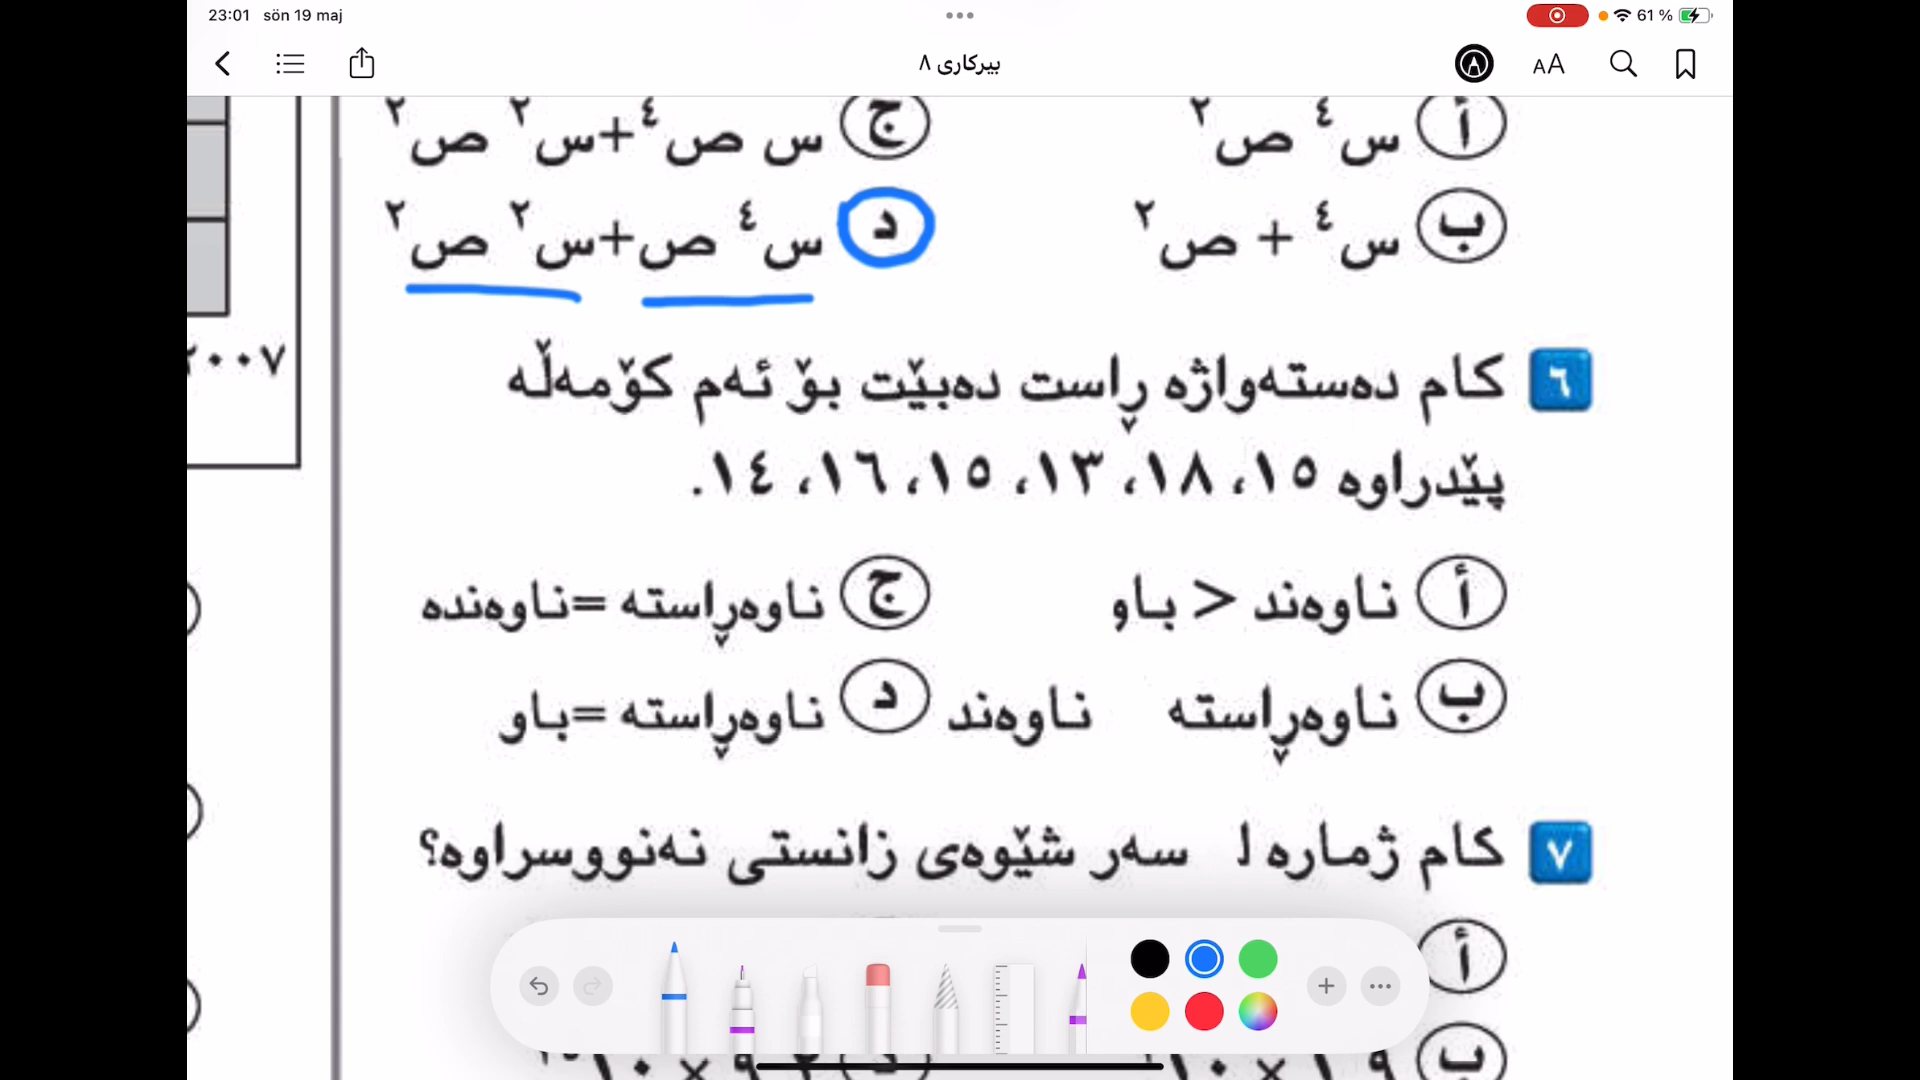 23:01 sön 19 maj
61 %
بیرکاری ٨
AA
أ س٤ ص٢
ج س ص٤+س٢ ص٢
ب س٤ + ص٢
د س٤ ص+س٢ ص٢
٢٠٠٧
٦ کام دەستەواژە ڕاست دەبێت بۆ ئەم کۆمەڵە
پێدراوە ١٥، ١٨، ١٣، ١٥، ١٦، ١٤.
أ ناوەند > باو
ج ناوەڕاستە =ناوەندە
ب ناوەڕاستە ناوەند
د ناوەڕاستە =باو
٧ کام ژمارە لـ سەر شێوەی زانستی نەنووسراوە؟
أ
ب